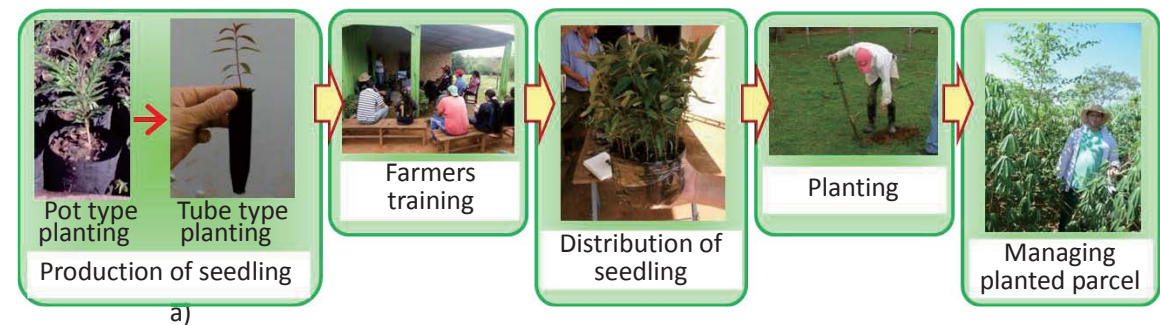 Pot type
planting
Tube type
planting
Production of seedling
a)
Farmers
training
Distribution of
seedling
Planting
Managing
planted parcel